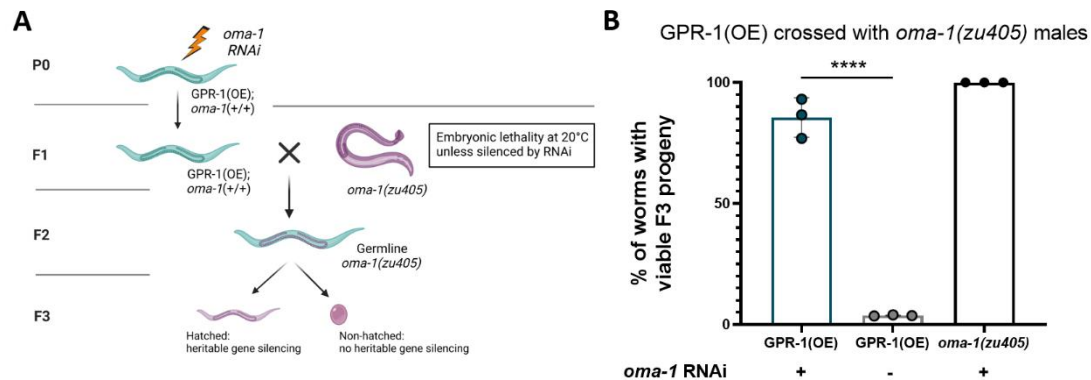 A
oma-1
RNAi
P0
GPR-1(OE);
oma-1(+/+)
F1
GPR-1(OE);
oma-1(+/+)
Embryonic lethality at 20°C
unless silenced by RNAi
oma-1(zu405)
F2
Germline
oma-1(zu405)
F3
Hatched:
heritable gene silencing
Non-hatched:
no heritable gene silencing
B
GPR-1(OE) crossed with oma-1(zu405) males
****
% of worms with
viable F3 progeny
100
50
0
GPR-1(OE) GPR-1(OE) oma-1(zu405)
oma-1 RNAi + - +